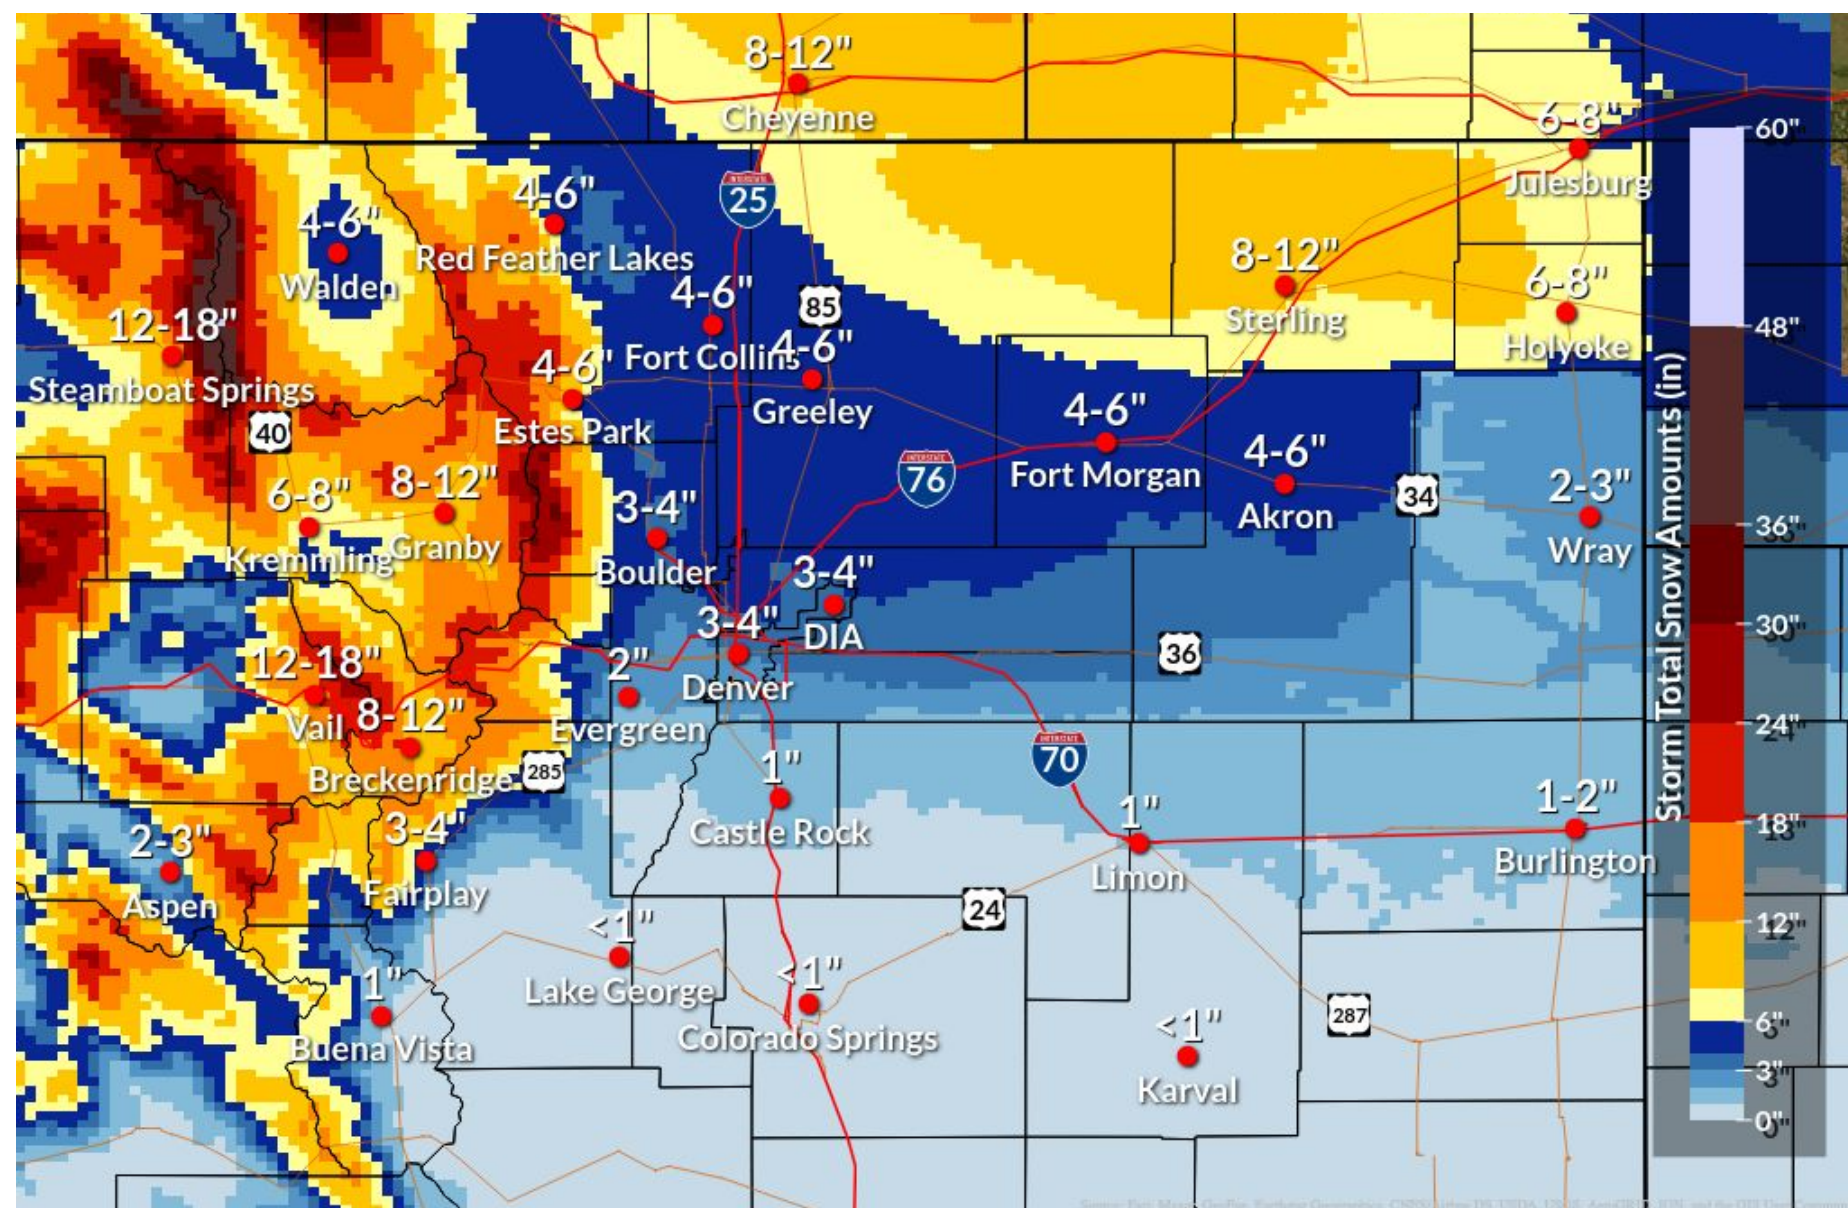 8-12"
Cheyenne
6-8"
Julesburg
60"
25
4-6"
Red Feather Lakes
4-6"
Walden
8-12"
Sterling
6-8"
Holyoke
12-18"
Steamboat Springs
4-6"
Fort Collins
85
4-6"
Greeley
48"
4-6"
Estes Park
40
76
4-6"
Fort Morgan
4-6"
Akron
34
2-3"
Wray
36"
6-8"
Kremmling
8-12"
Granby
3-4"
Boulder
3-4"
DIA
30"
12-18"
Vail
8-12"
Breckenridge
2"
Evergreen
3-4"
Denver
36
24"
Storm Total Snow Amounts (in)
285
1"
Castle Rock
70
1"
Limon
1-2"
Burlington
18"
2-3"
Aspen
3-4"
Fairplay
<1"
Lake George
24
12"
<1"
Colorado Springs
1"
Buena Vista
<1"
Karval
287
6"
3"
0"